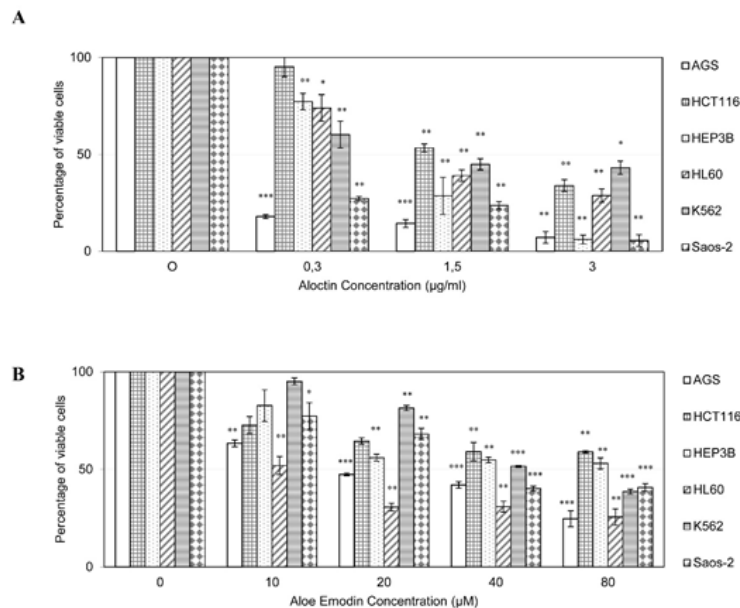 A
100
50
0
Percentage of viable cells
***
**
*
**
**
***
**
**
**
**
**
**
**
**
**
*
**
O
0,3
1,5
3
Aloctin Concentration (µg/ml)
AGS
HCT116
HEP3B
HL60
K562
Saos-2
B
100
50
0
Percentage of viable cells
**
**
*
***
**
**
**
**
***
**
**
**
***
***
***
**
**
**
***
***
0
10
20
40
80
Aloe Emodin Concentration (µM)
AGS
HCT116
HEP3B
HL60
K562
Saos-2